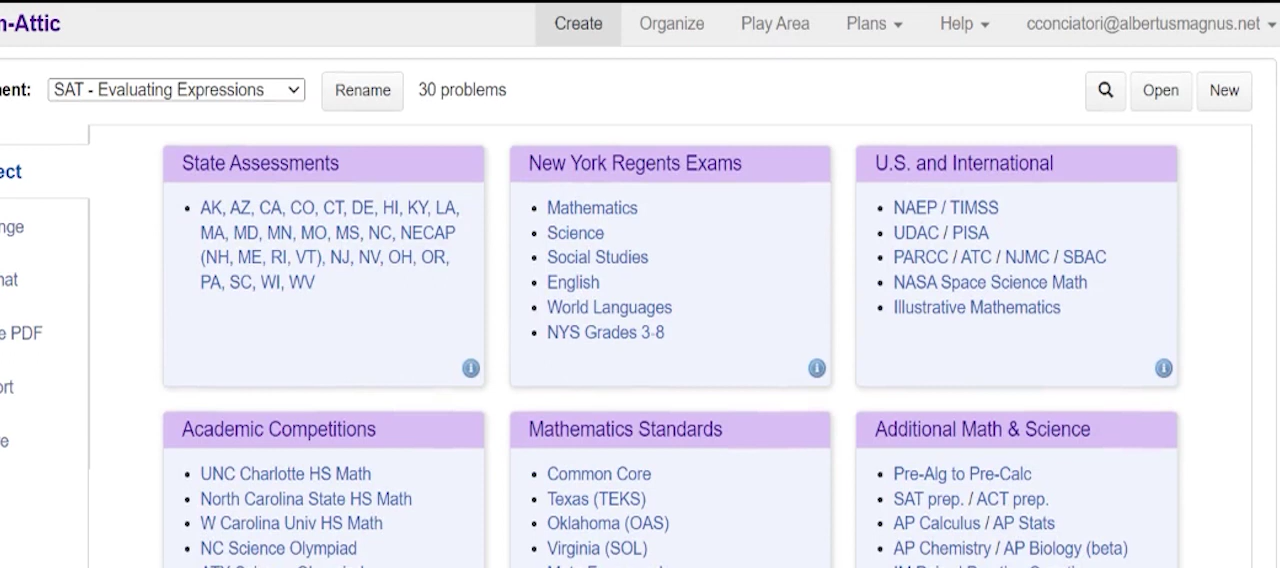 n-Attic
Create
Organize
Play Area
Plans
Help
cconciatori@albertusmagnus.net
ent:
SAT - Evaluating Expressions
Rename
30 problems
Open
New
ect
nge
nat
e PDF
ort
e
State Assessments
AK, AZ, CA, CO, CT, DE, HI, KY, LA,
MA, MD, MN, MO, MS, NC, NECAP
(NH, ME, RI, VT), NJ, NV, OH, OR,
PA, SC, WI, WV
New York Regents Exams
Mathematics
Science
Social Studies
English
World Languages
NYS Grades 3-8
U.S. and International
NAEP / TIMSS
UDAC / PISA
PARCC / ATC / NJMC / SBAC
NASA Space Science Math
Illustrative Mathematics
Academic Competitions
UNC Charlotte HS Math
North Carolina State HS Math
W Carolina Univ HS Math
NC Science Olympiad
Mathematics Standards
Common Core
Texas (TEKS)
Oklahoma (OAS)
Virginia (SOL)
Additional Math & Science
Pre-Alg to Pre-Calc
SAT prep. / ACT prep.
AP Calculus / AP Stats
AP Chemistry / AP Biology (beta)